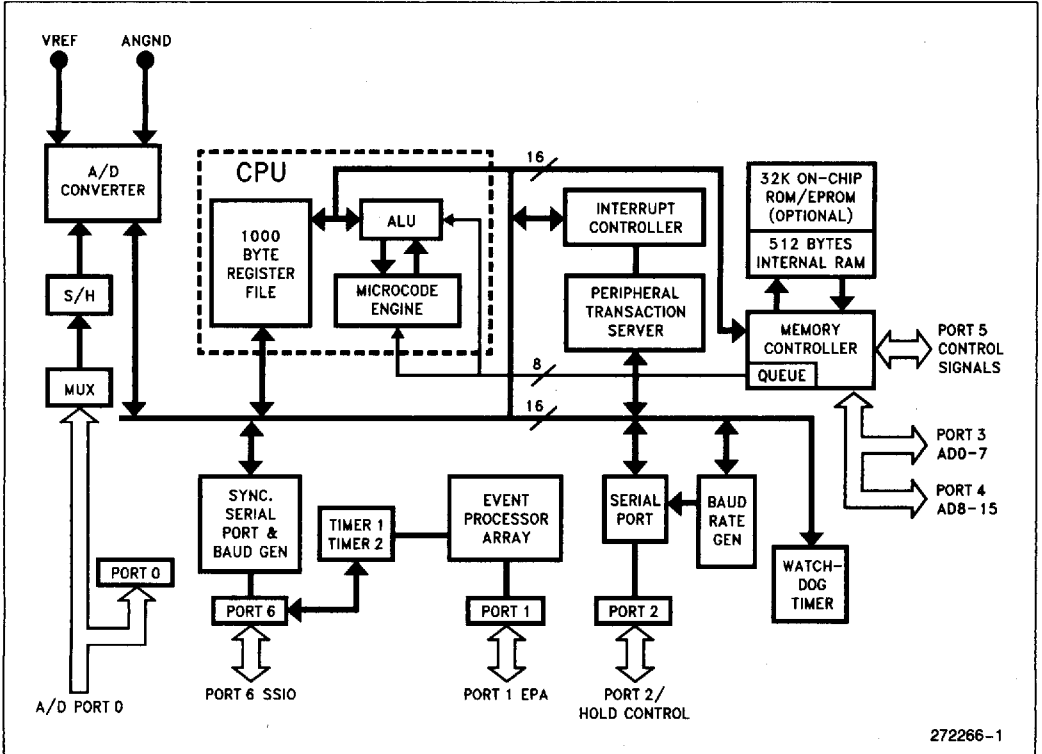 VREF
ANGND
A/D
CONVERTER
S/H
MUX
CPU
1000
BYTE
REGISTER
FILE
ALU
MICROCODE
ENGINE
16
INTERRUPT
CONTROLLER
PERIPHERAL
TRANSACTION
SERVER
32K ON-CHIP
ROM/EPROM
(OPTIONAL)
512 BYTES
INTERNAL RAM
MEMORY
CONTROLLER
QUEUE
PORT 5
CONTROL
SIGNALS
8
16
PORT 3
AD0-7
PORT 4
AD8-15
SYNC.
SERIAL
PORT &
BAUD GEN
TIMER 1
TIMER 2
EVENT
PROCESSOR
ARRAY
SERIAL
PORT
BAUD
RATE
GEN
WATCH-
DOG
TIMER
PORT 0
PORT 6
PORT 1
PORT 2
A/D PORT 0
PORT 6 SSIO
PORT 1 EPA
PORT 2/
HOLD CONTROL
272266-1